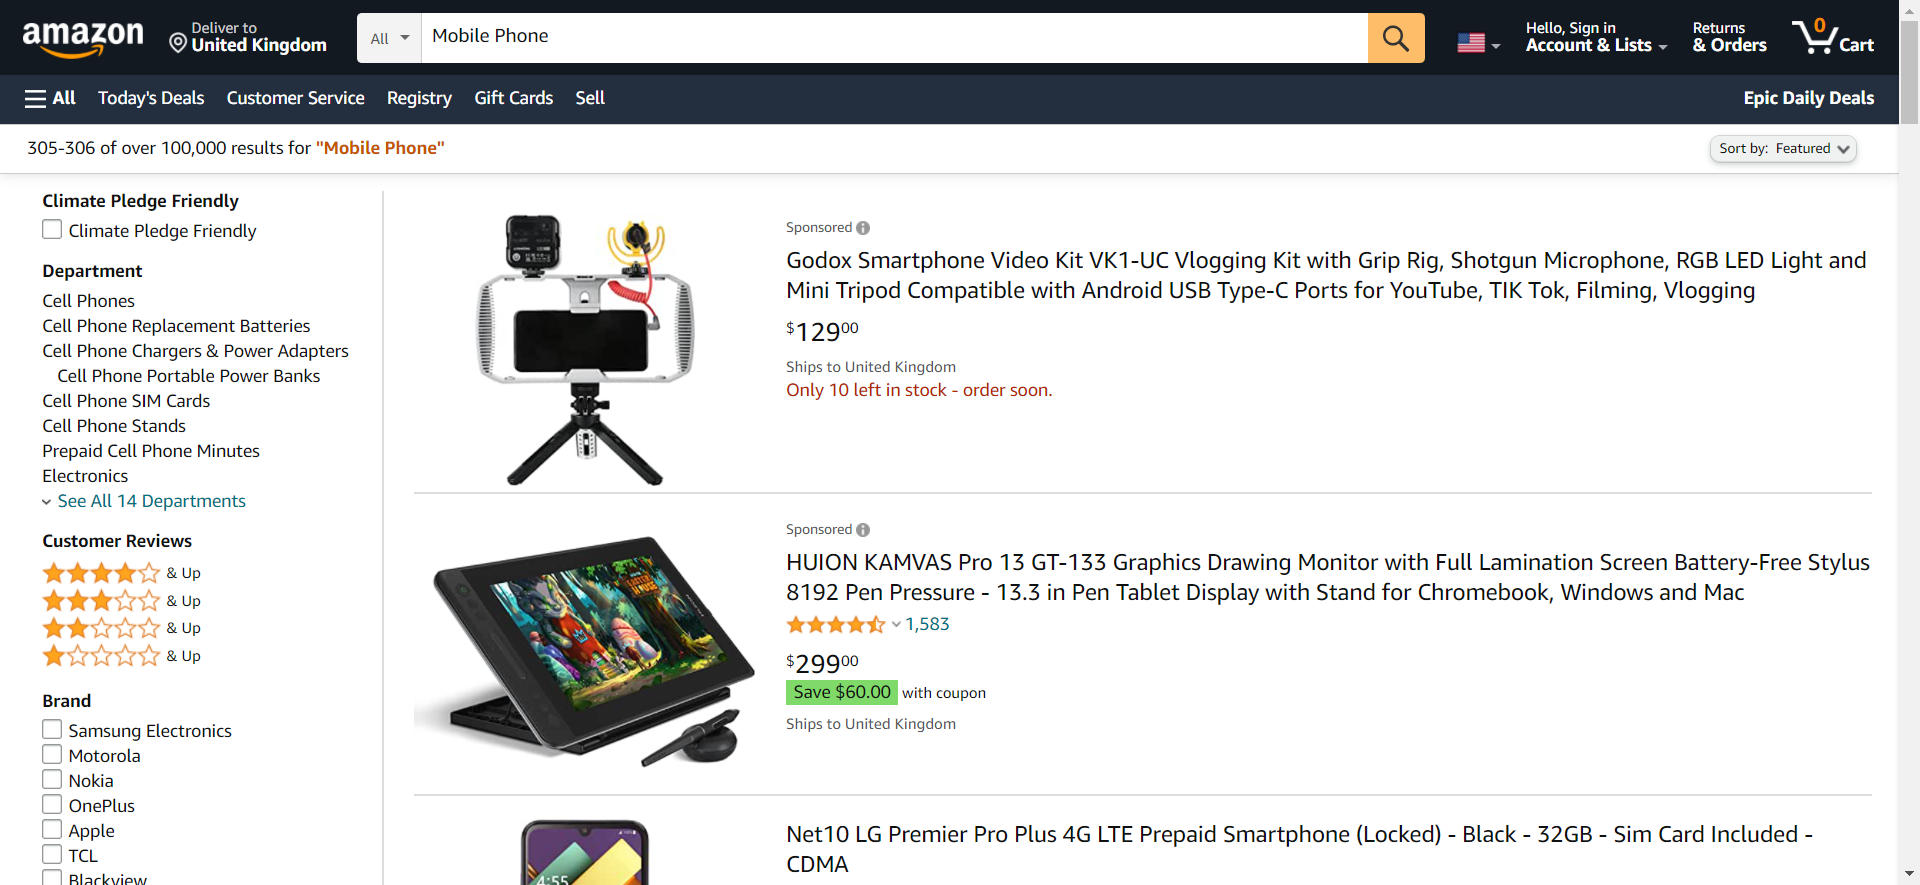 amazon
Deliver to
United Kingdom
All
Mobile Phone
Hello, Sign in
Account & Lists
Returns
& Orders
0
Cart
All
Today's Deals
Customer Service
Registry
Gift Cards
Sell
Epic Daily Deals
305-306 of over 100,000 results for "Mobile Phone"
Sort by: Featured
Climate Pledge Friendly
Climate Pledge Friendly
Department
Cell Phones
Cell Phone Replacement Batteries
Cell Phone Chargers & Power Adapters
Cell Phone Portable Power Banks
Cell Phone SIM Cards
Cell Phone Stands
Prepaid Cell Phone Minutes
Electronics
See All 14 Departments
Customer Reviews
& Up
& Up
& Up
& Up
Brand
Samsung Electronics
Motorola
Nokia
OnePlus
Apple
TCL
Blackview
Sponsored
Godox Smartphone Video Kit VK1-UC Vlogging Kit with Grip Rig, Shotgun Microphone, RGB LED Light and
Mini Tripod Compatible with Android USB Type-C Ports for YouTube, TIK Tok, Filming, Vlogging
$12900
Ships to United Kingdom
Only 10 left in stock - order soon.
Sponsored
HUION KAMVAS Pro 13 GT-133 Graphics Drawing Monitor with Full Lamination Screen Battery-Free Stylus
8192 Pen Pressure - 13.3 in Pen Tablet Display with Stand for Chromebook, Windows and Mac
1,583
$29900
Save $60.00 with coupon
Ships to United Kingdom
Net10 LG Premier Pro Plus 4G LTE Prepaid Smartphone (Locked) - Black - 32GB - Sim Card Included -
CDMA
4:55